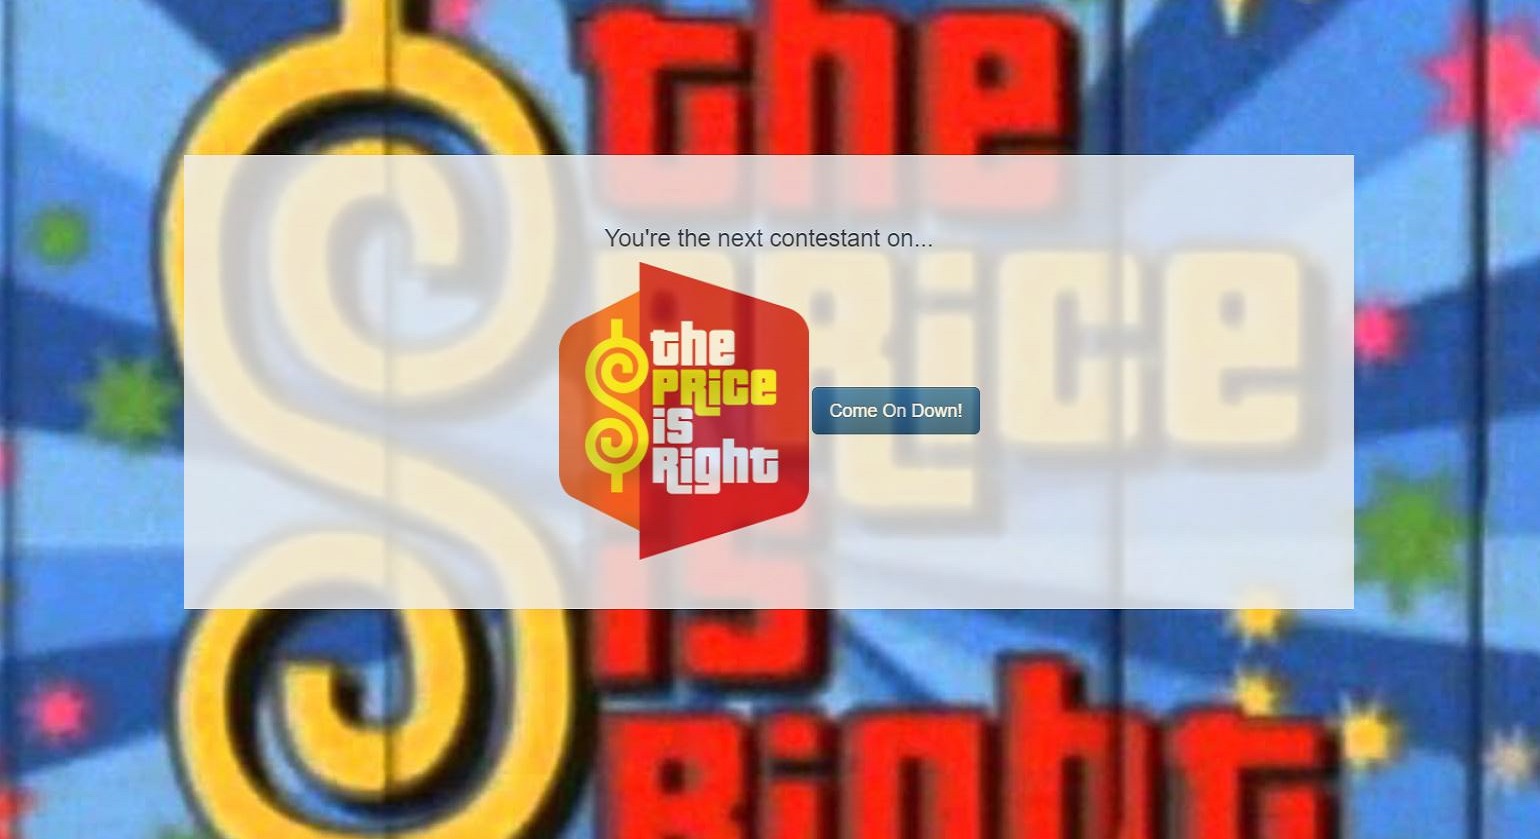 the
PRice
is
Right
You're the next contestant on...
the
PRice
is
Right
Come On Down!